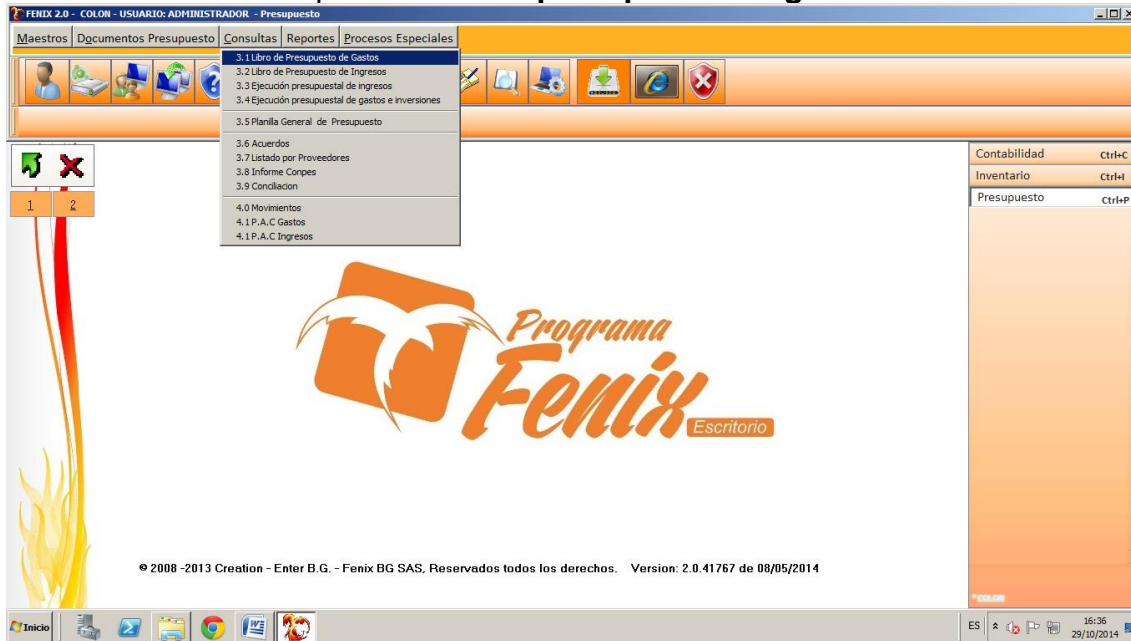 FENIX 2.0 - COLON - USUARIO: ADMINISTRADOR - Presupuesto
Maestros Documentos Presupuesto Consultas Reportes Procesos Especiales
3.1 Libro de Presupuesto de Gastos
3.2 Libro de Presupuesto de Ingresos
3.3 Ejecución presupuestal de ingresos
3.4 Ejecución presupuestal de gastos e inversiones
3.5 Planilla General de Presupuesto
3.6 Acuerdos
3.7 Listado por Proveedores
3.8 Informe Conpes
3.9 Conciliacion
4.0 Movimientos
4.1 P.A.C Gastos
4.1 P.A.C Ingresos
1 2
Contabilidad Ctrl+C
Inventario Ctrl+I
Presupuesto Ctrl+P
Programa
Fenix
Escritorio
© 2008 -2013 Creation - Enter B.G. - Fenix BG SAS, Reservados todos los derechos. Version: 2.0.41767 de 08/05/2014
*COLON
Inicio
ES
16:36
29/10/2014